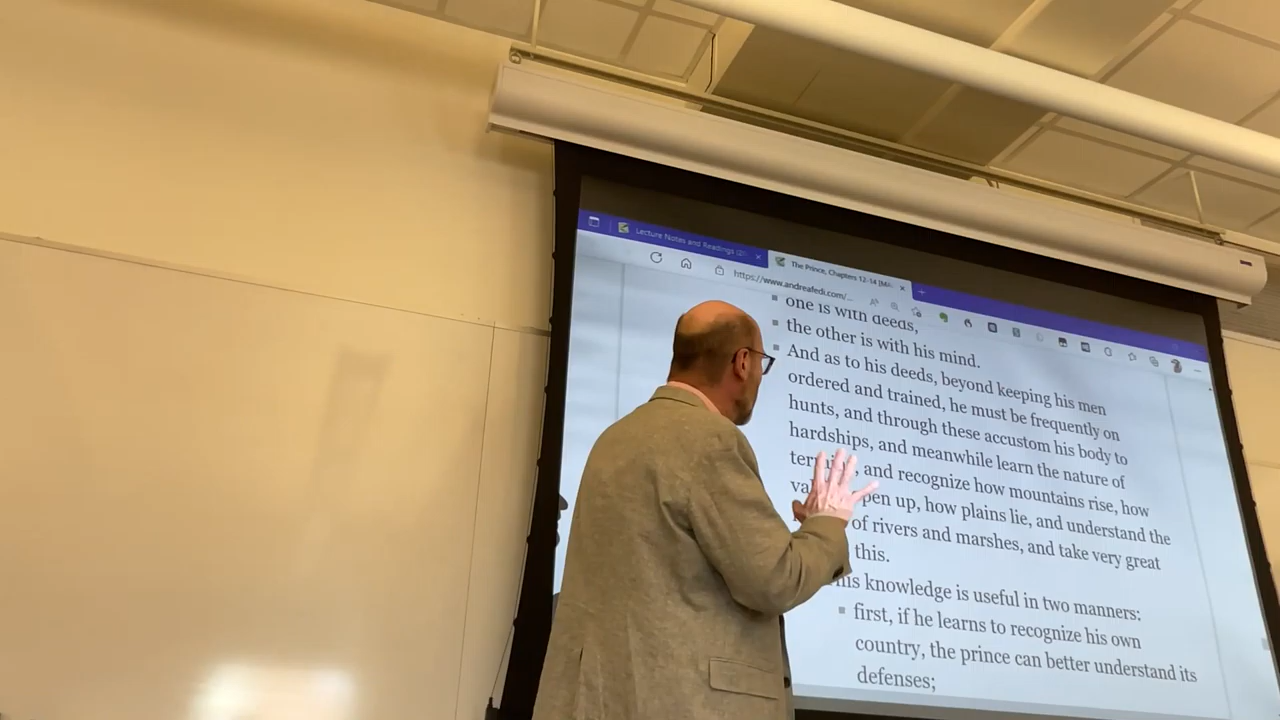 Lecture Notes and Readings (21
The Prince, Chapters 12-14 [MA
https://www.andreafedi.com/...
one is with deeds,
the other is with his mind.
And as to his deeds, beyond keeping his men
ordered and trained, he must be frequently on
hunts, and through these accustom his body to
hardships, and meanwhile learn the nature of
, and recognize how mountains rise, how
pen up, how plains lie, and understand the
of rivers and marshes, and take very great
this.
his knowledge is useful in two manners:
first, if he learns to recognize his own
country, the prince can better understand its
defenses;